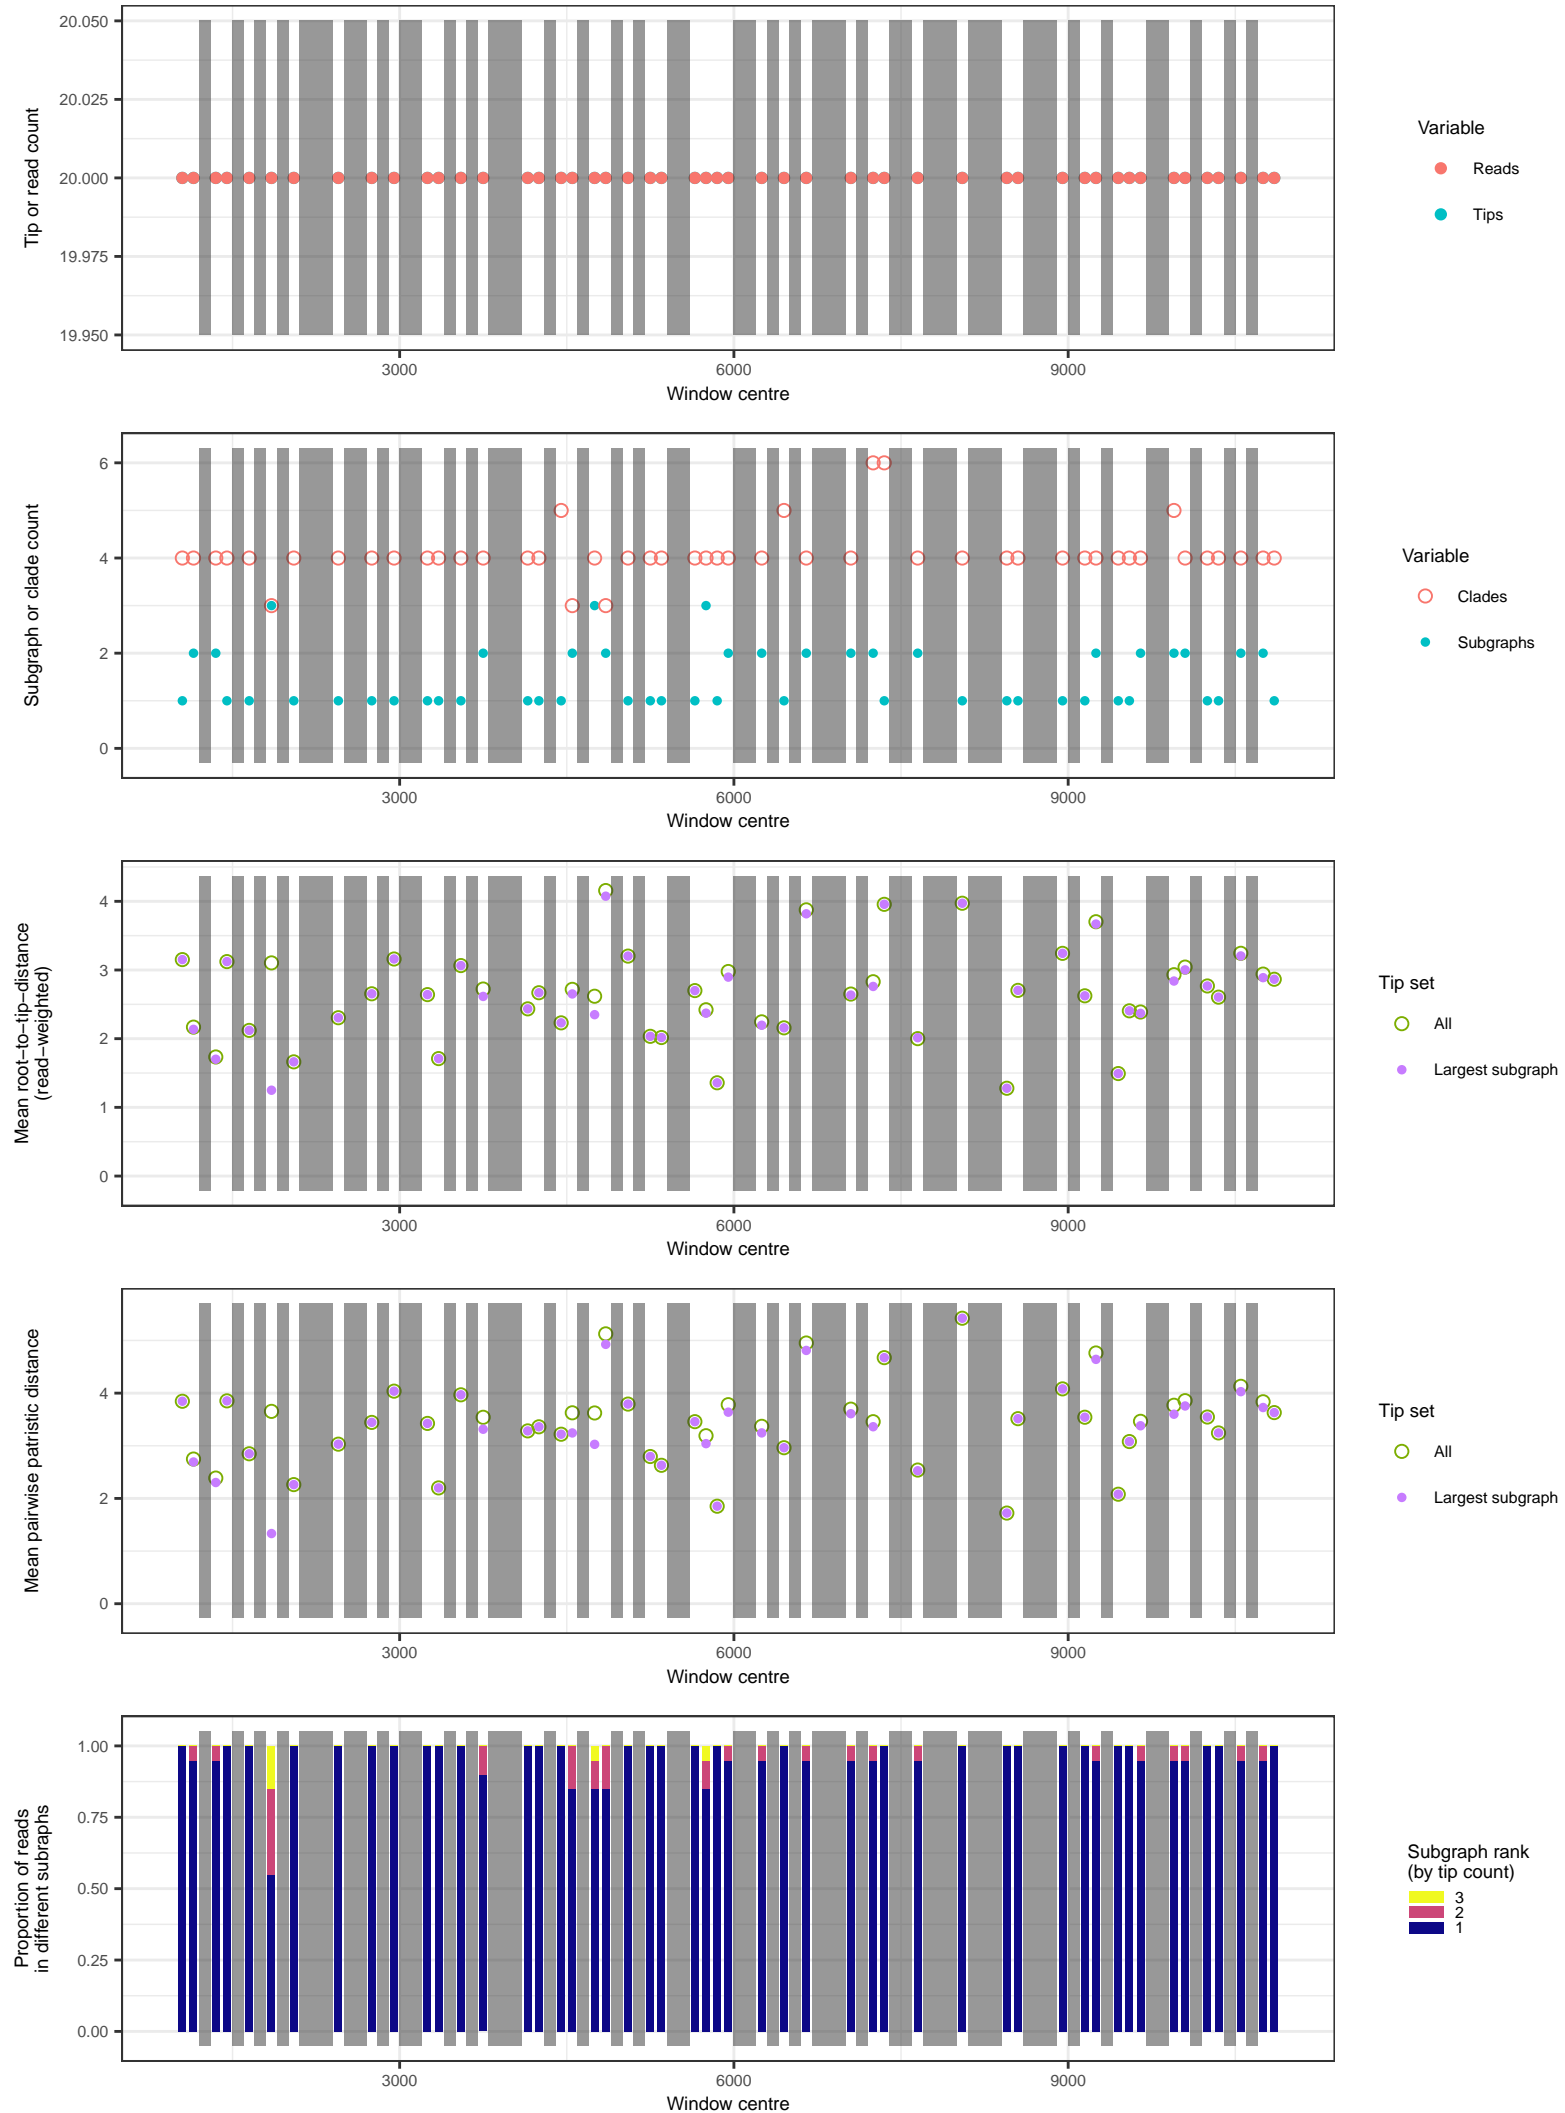 20.050
20.025
20.000
19.975
19.950
Tip or read count
3000
6000
9000
Window centre
Variable
Reads
Tips
6
4
2
0
Subgraph or clade count
3000
6000
9000
Window centre
Variable
Clades
Subgraphs
4
3
2
1
0
Mean root−to−tip−distance
(read−weighted)
3000
6000
9000
Window centre
Tip set
All
Largest subgraph
4
2
0
Mean pairwise patristic distance
3000
6000
9000
Window centre
Tip set
All
Largest subgraph
1.00
0.75
0.50
0.25
0.00
Proportion of reads
in different subraphs
3000
6000
9000
Window centre
Subgraph rank
(by tip count)
3
2
1